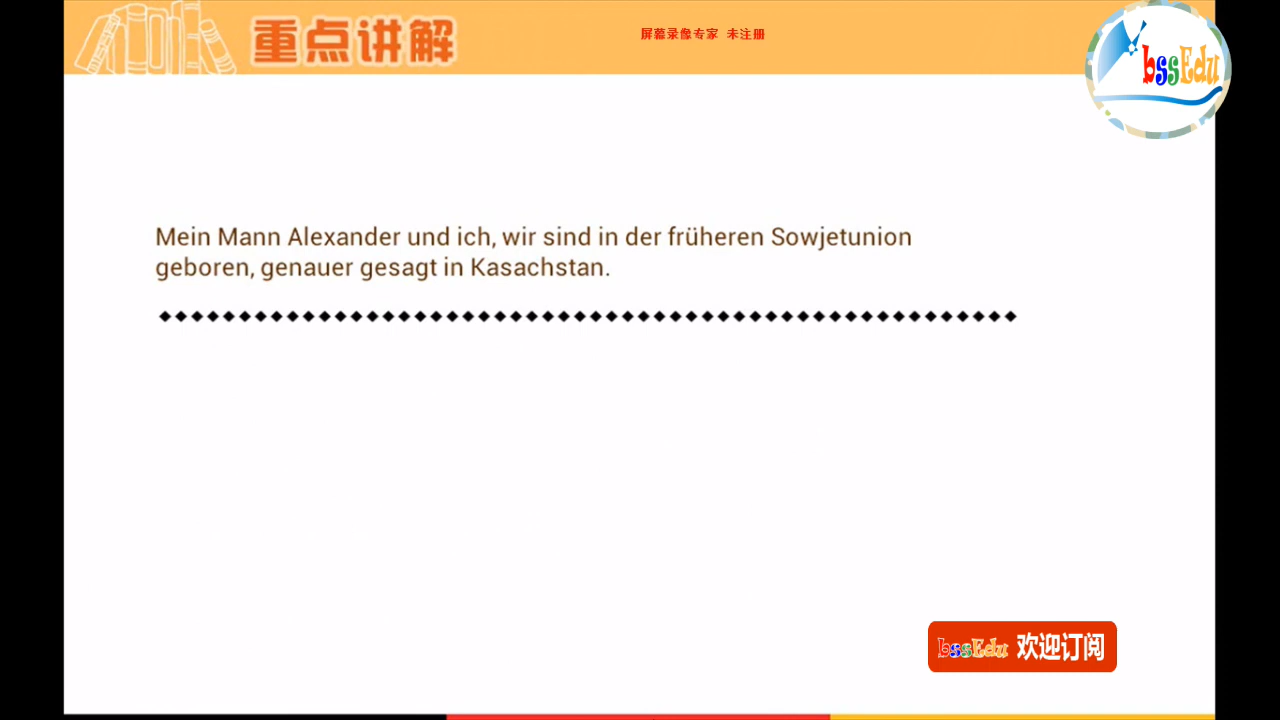 重点讲解
屏幕录像专家 未注册
bssEdu
Mein Mann Alexander und ich, wir sind in der früheren Sowjetunion
geboren, genauer gesagt in Kasachstan.
bssEdu 欢迎订阅